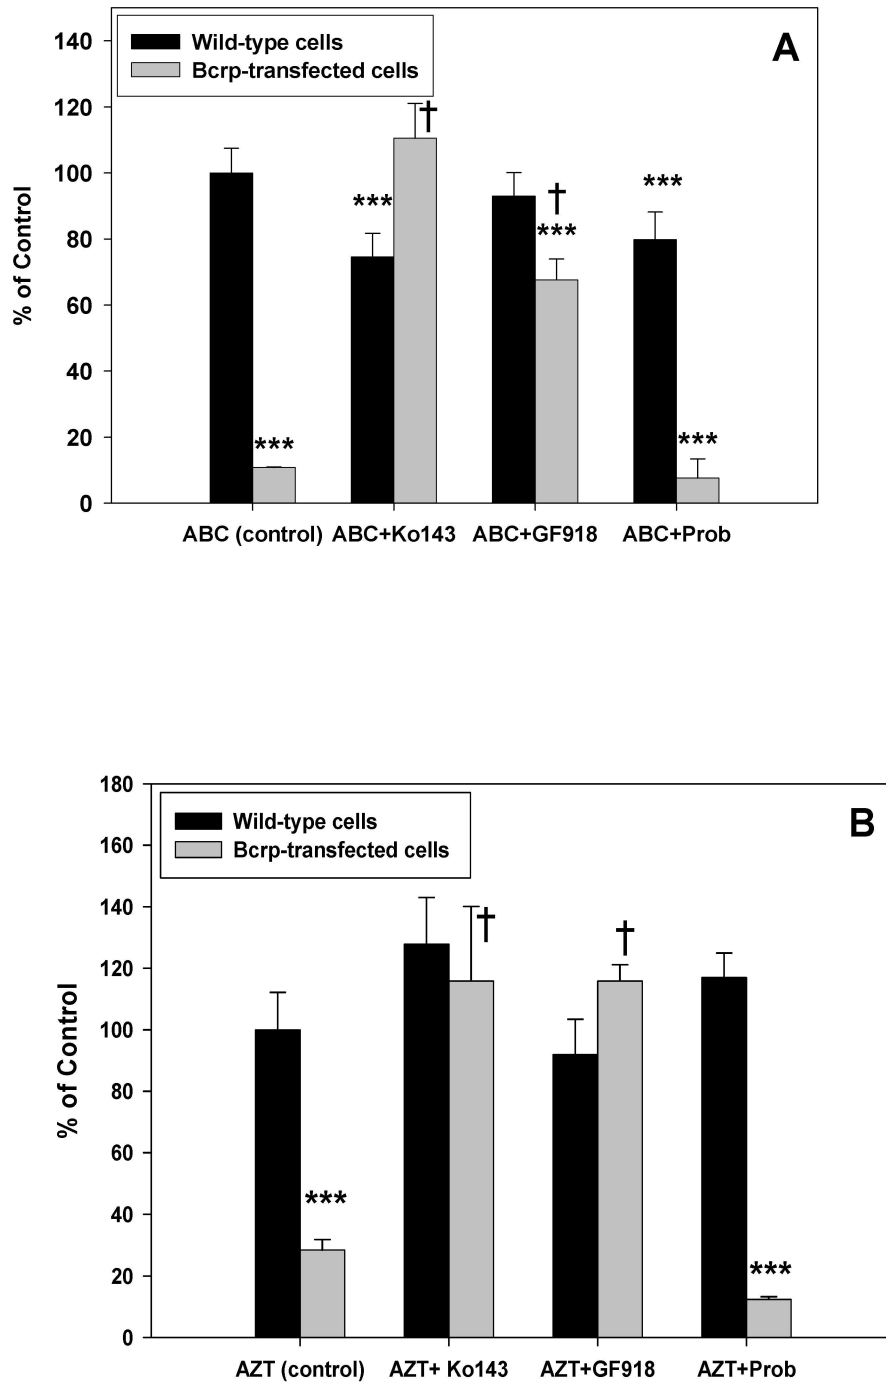 A
Wild-type cells
Bcrp-transfected cells
% of Control
140
120
100
80
60
40
20
0
***
***
†
†
***
***
***
ABC (control) ABC+Ko143 ABC+GF918 ABC+Prob
B
Wild-type cells
Bcrp-transfected cells
% of Control
180
160
140
120
100
80
60
40
20
0
***
†
†
***
AZT (control) AZT+ Ko143 AZT+GF918 AZT+Prob